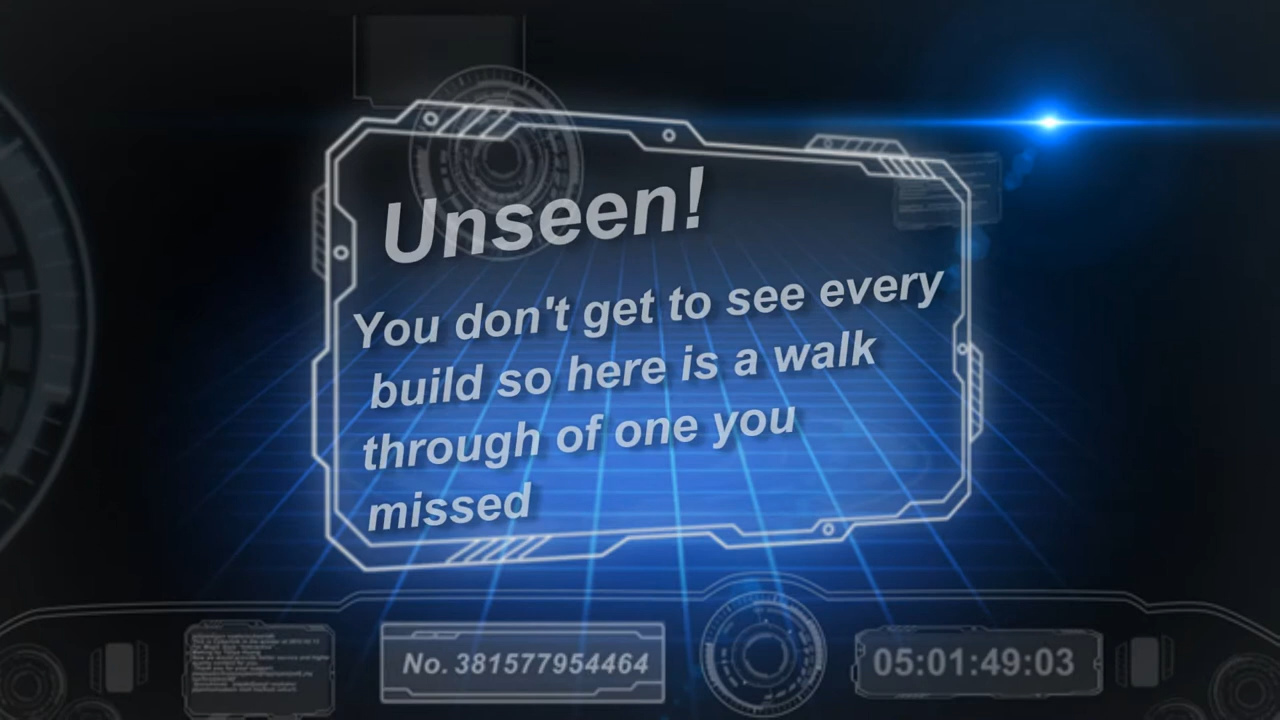 Unseen!
You don't get to see every
build so here is a walk
through of one you
missed
No. 381577954464
05:01:49:03